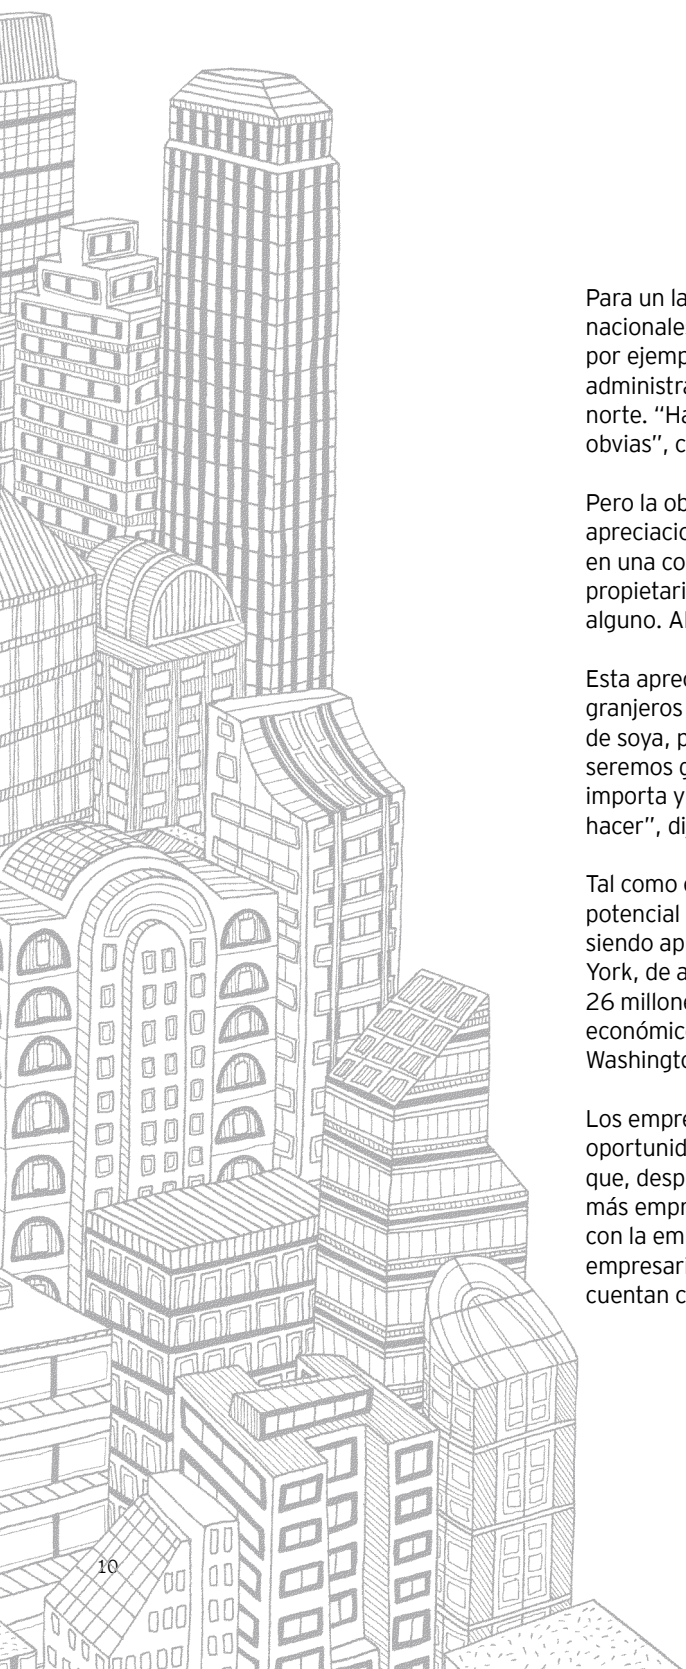 Para un la
nacionale
por ejemp
administra
norte. “Ha
obvias”, c
Pero la ob
apreciacio
en una co
propietari
alguno. Al
Esta aprec
granjeros
de soya, p
seremos g
importa y
hacer”, di
Tal como
potencial
siendo ap
York, de a
26 millone
económico
Washingto
Los empre
oportunid
que, desp
más empr
con la em
empresari
cuentan c
10